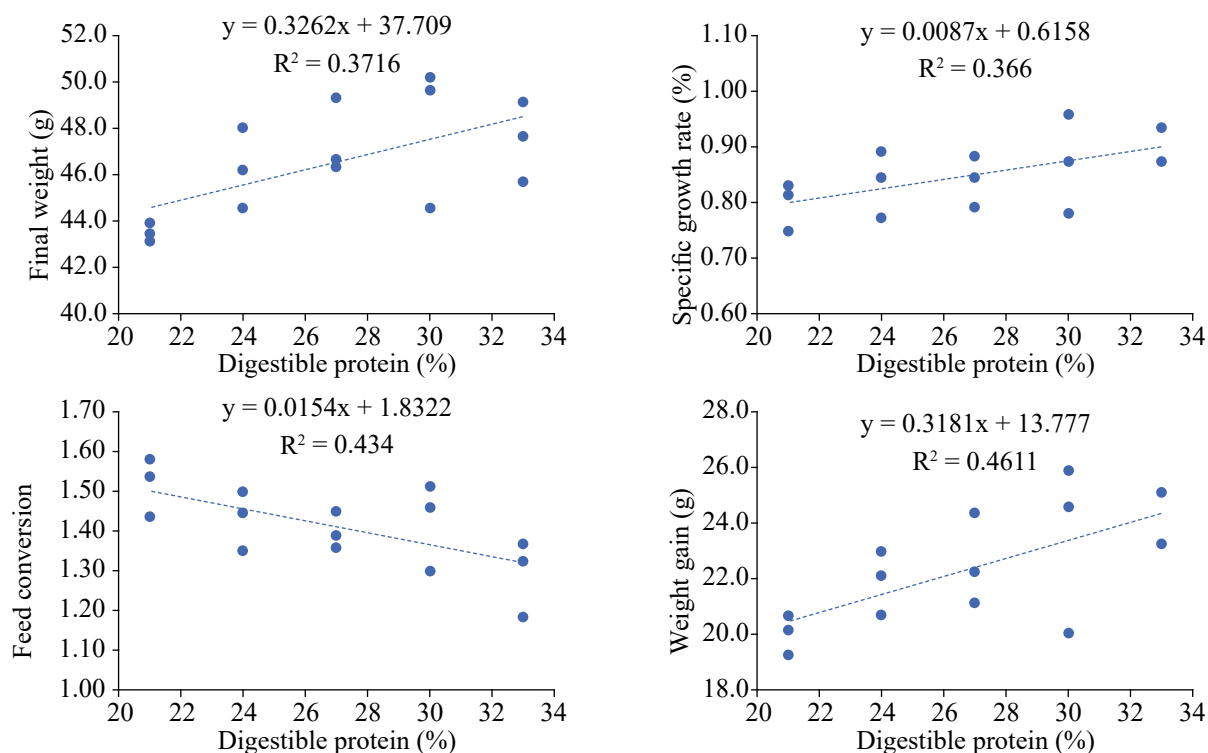 y = 0.3262x + 37.709
R² = 0.3716
Final weight (g)
52.0
50.0
48.0
46.0
44.0
42.0
40.0
20 22 24 26 28 30 32 34
Digestible protein (%)
y = 0.0087x + 0.6158
R² = 0.366
Specific growth rate (%)
1.10
1.00
0.90
0.80
0.70
0.60
20 22 24 26 28 30 32 34
Digestible protein (%)
y = 0.0154x + 1.8322
R² = 0.434
Feed conversion
1.70
1.60
1.50
1.40
1.30
1.20
1.10
1.00
20 22 24 26 28 30 32 34
Digestible protein (%)
y = 0.3181x + 13.777
R² = 0.4611
Weight gain (g)
28.0
26.0
24.0
22.0
20.0
18.0
20 22 24 26 28 30 32 34
Digestible protein (%)